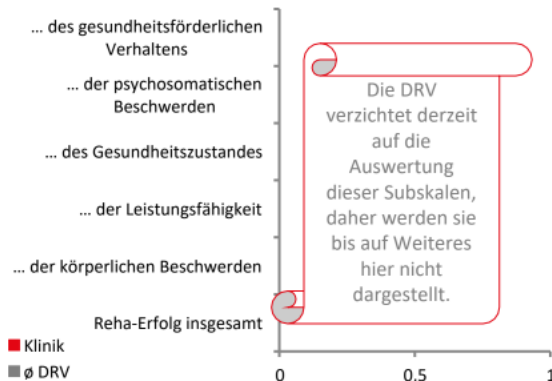 ... des gesundheitsförderlichen
Verhaltens
... der psychosomatischen
Beschwerden
... des Gesundheitszustandes
... der Leistungsfähigkeit
... der körperlichen Beschwerden
Reha-Erfolg insgesamt
Die DRV
verzichtet derzeit
auf die
Auswertung
dieser Subskalen,
daher werden sie
bis auf Weiteres
hier nicht
dargestellt.
Klinik
ø DRV
0
0.5
1